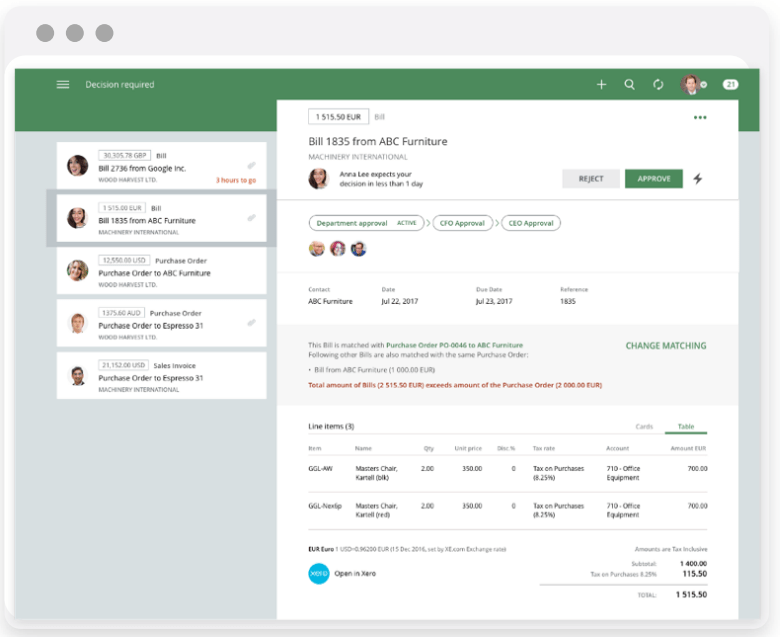 Decision required
21
30,305.78 GBP Bill
Bill 2736 from Google Inc.
WOOD HARVEST LTD. 3 hours to go
1 515.00 EUR Bill
Bill 1835 from ABC Furniture
MACHINERY INTERNATIONAL
12,550.00 USD Purchase Order
Purchase Order to ABC Furniture
WOOD HARVEST LTD.
1375.60 AUD Purchase Order
Purchase Order to Espresso 31
WOOD HARVEST LTD.
21,152.00 USD Sales Invoice
Purchase Order to Espresso 31
MACHINERY INTERNATIONAL
1 515.50 EUR Bill
Bill 1835 from ABC Furniture
MACHINERY INTERNATIONAL
Anna Lee expects your
decision in less than 1 day
REJECT APPROVE
Department approval ACTIVE CFO Approval CEO Approval
Contact Date Due Date Reference
ABC Furniture Jul 22, 2017 Jul 23, 2017 1835
This Bill is matched with Purchase Order PO-0046 to ABC Furniture
CHANGE MATCHING
Following other Bills are also matched with the same Purchase Order:
• Bill from ABC Furniture (1 000.00 EUR)
Total amount of Bills (2 515.50 EUR) exceeds amount of the Purchase Order (2 000.00 EUR)
Line items (3) Cards Table
Item Name Qty Unit price Disc % Tax rate Account Amount EUR
GGL-AW Masters Chair, 2.00 350.00 0 Tax on Purchases 710 - Office 700.00
Kartell (blk) (8.25%) Equipment
GGL-Nex6p Masters Chair, 2.00 350.00 0 Tax on Purchases 710 - Office 700.00
Kartell (red) (8.25%) Equipment
EUR Euro 1 USD=0.96200 EUR (15 Dec 2016, set by XE.com Exchange rate) Amounts are Tax Inclusive
Subtotal: 1 400.00
xero Open in Xero Tax on Purchases 8.25% 115.50
TOTAL: 1 515.50